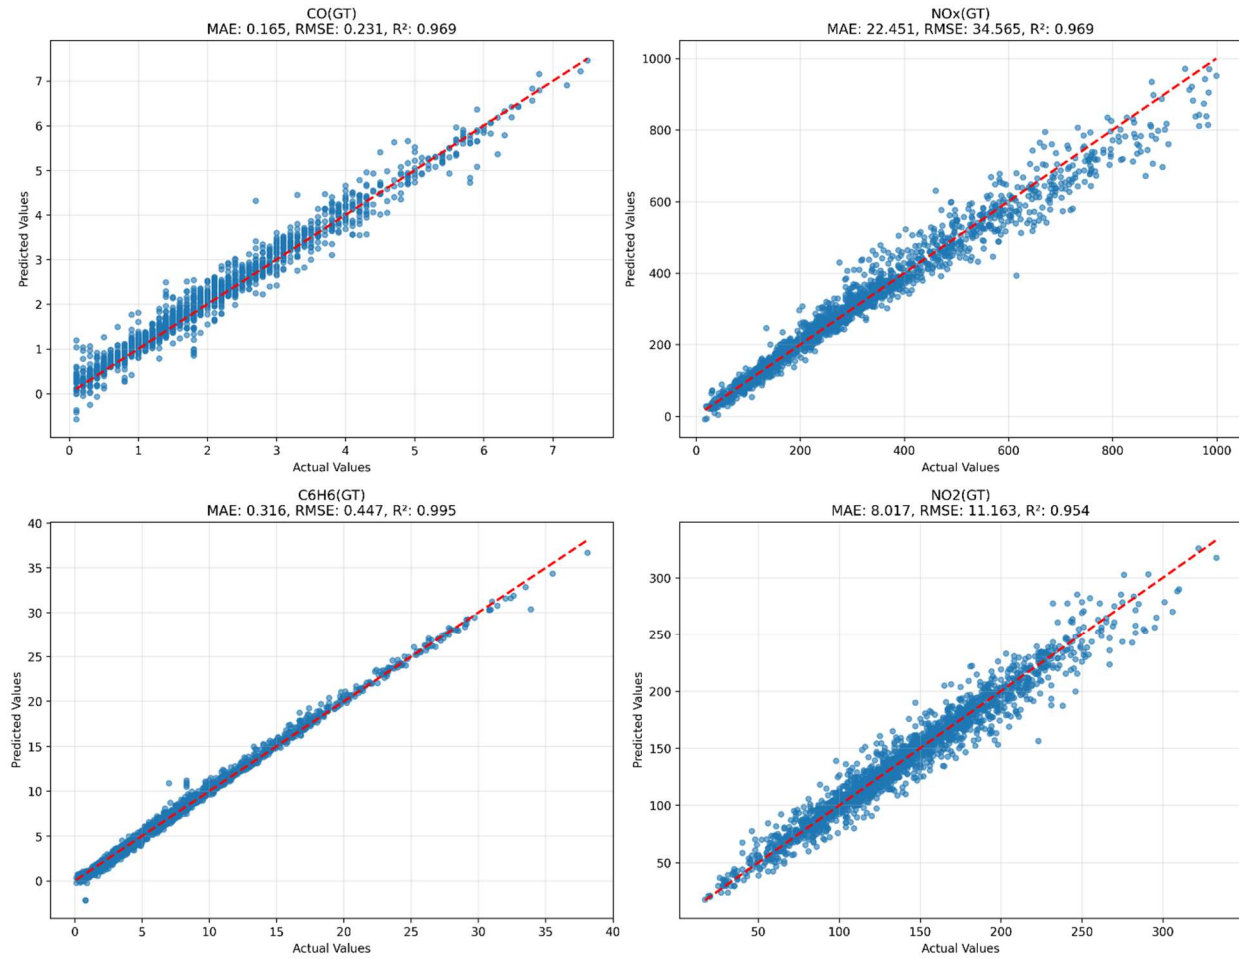 CO(GT)
MAE: 0.165, RMSE: 0.231, R²: 0.969
7
6
5
4
3
2
1
0
Predicted Values
0 1 2 3 4 5 6 7
Actual Values
NOx(GT)
MAE: 22.451, RMSE: 34.565, R²: 0.969
1000
800
600
400
200
0
Predicted Values
0 200 400 600 800 1000
Actual Values
C6H6(GT)
MAE: 0.316, RMSE: 0.447, R²: 0.995
40
35
30
25
20
15
10
5
0
Predicted Values
0 5 10 15 20 25 30 35 40
Actual Values
NO2(GT)
MAE: 8.017, RMSE: 11.163, R²: 0.954
300
250
200
150
100
50
Predicted Values
50 100 150 200 250 300
Actual Values